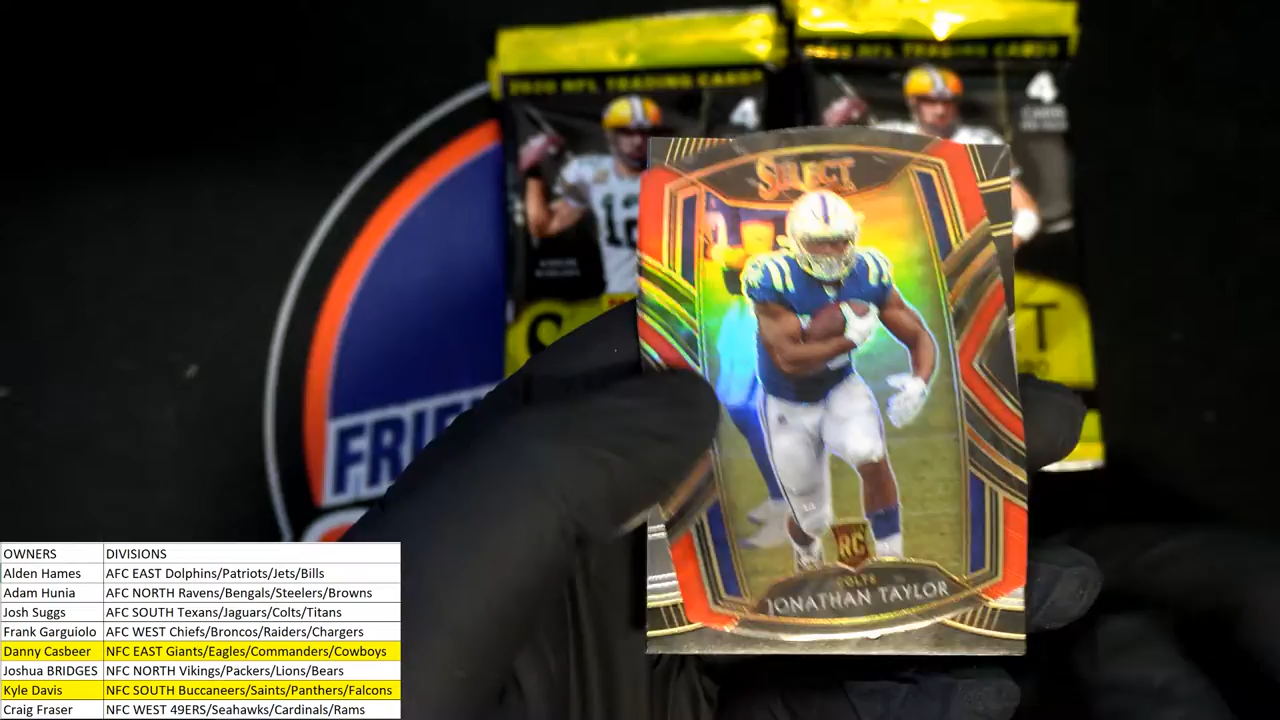 2020 NFL TRADING CARDS
4
2020 NFL TRADING CARDS
4
CARDS
12
SELECT
RC
COLTS
JONATHAN TAYLOR
FRIE
S
T
OWNERS DIVISIONS
Alden Hames AFC EAST Dolphins/Patriots/Jets/Bills
Adam Hunia AFC NORTH Ravens/Bengals/Steelers/Browns
Josh Suggs AFC SOUTH Texans/Jaguars/Colts/Titans
Frank Garguiolo AFC WEST Chiefs/Broncos/Raiders/Chargers
Danny Casbeer NFC EAST Giants/Eagles/Commanders/Cowboys
Joshua BRIDGES NFC NORTH Vikings/Packers/Lions/Bears
Kyle Davis NFC SOUTH Buccaneers/Saints/Panthers/Falcons
Craig Fraser NFC WEST 49ERS/Seahawks/Cardinals/Rams